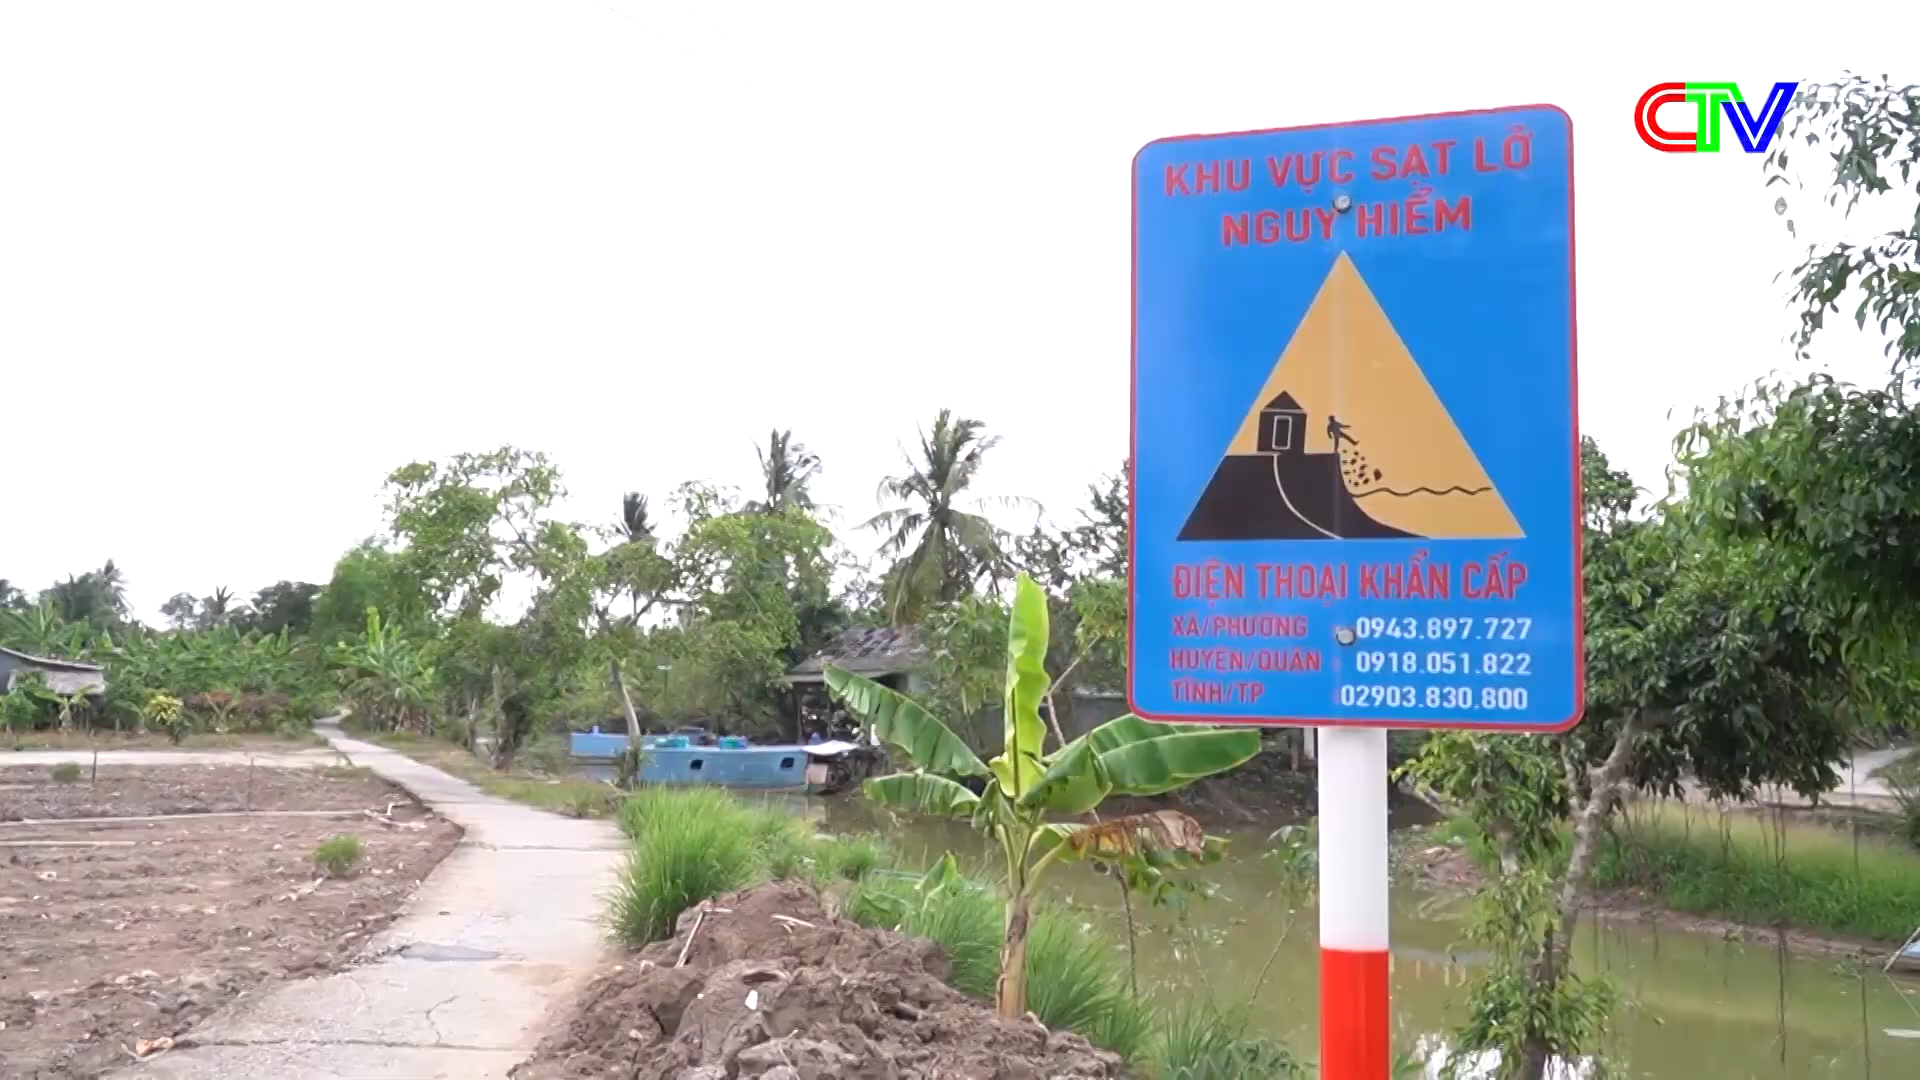 CTV
KHU VỰC SẠT LỞ
NGUY HIỂM
ĐIỆN THOẠI KHẨN CẤP
XÃ/PHƯỜNG : 0943.897.727
HUYỆN/QUẬN : 0918.051.822
TỈNH/TP :02903.830.800